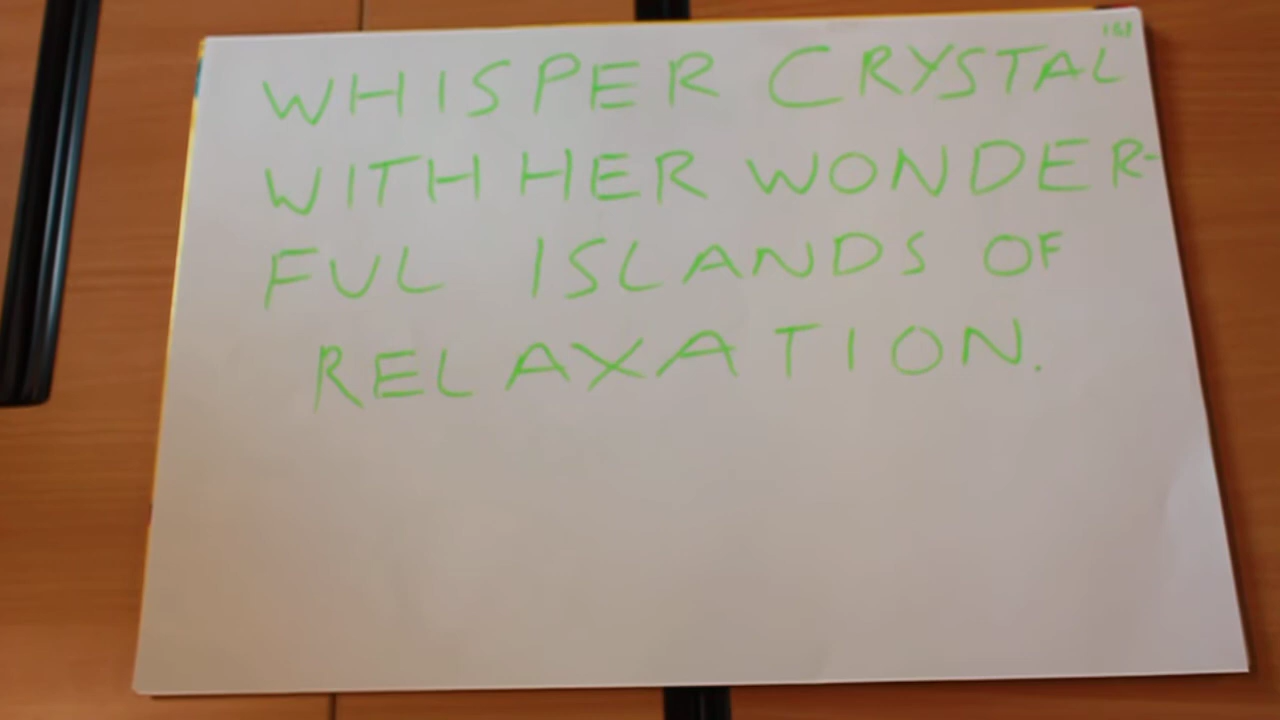 WHISPER CRYSTAL
WITH HER WONDER-
FUL ISLANDS OF
RELAXATION.